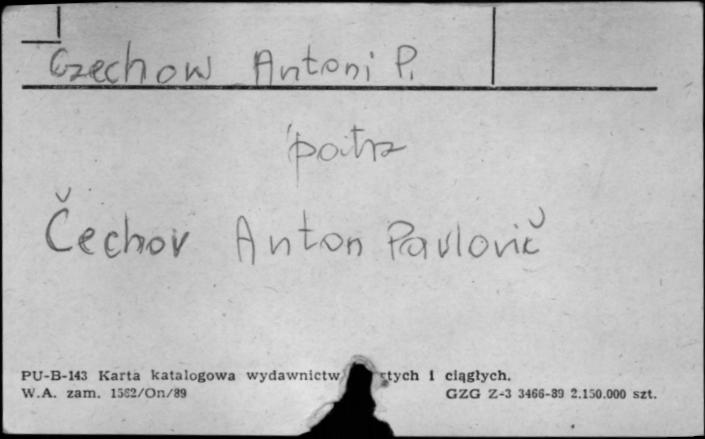 Czechow Antoni P.
patrz
Čechov Anton Pavlovič
PU-B-143 Karta katalogowa wydawnictw stych i ciągłych.
W.A. zam. 1562/On/89 GZG Z-3 3466-89 2.150.000 szt.